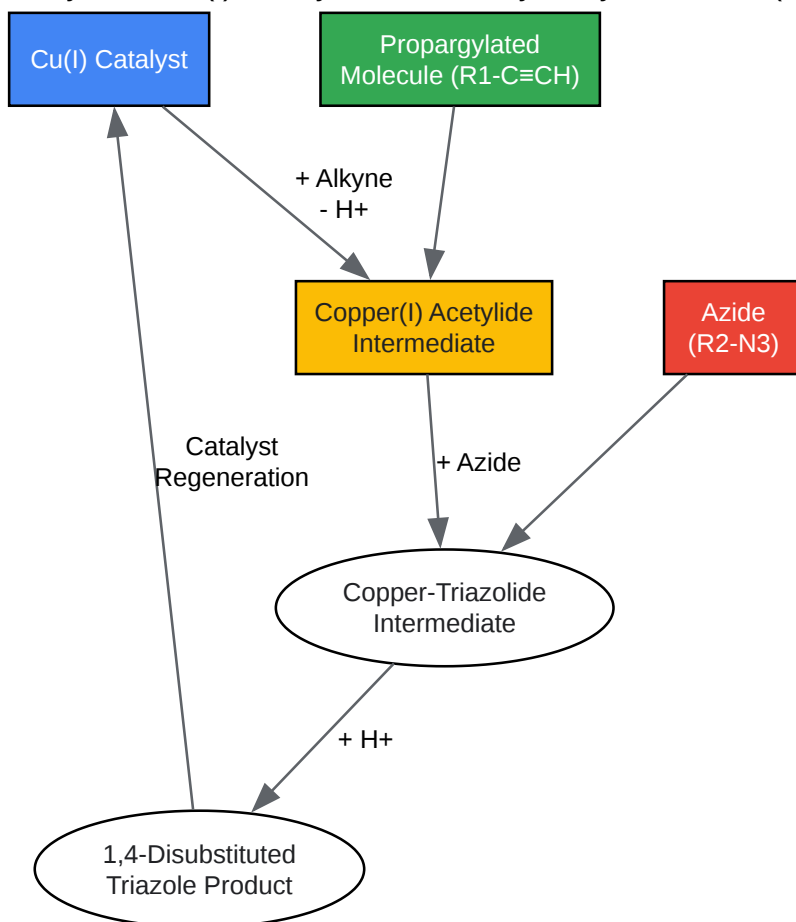 Cu(I) Catalyst
Propargylated
Molecule (R1-C≡CH)
+ Alkyne
- H+
Copper(I) Acetylide
Intermediate
Azide
(R2-N3)
Catalyst
Regeneration
+ Azide
Copper-Triazolide
Intermediate
+ H+
1,4-Disubstituted
Triazole Product